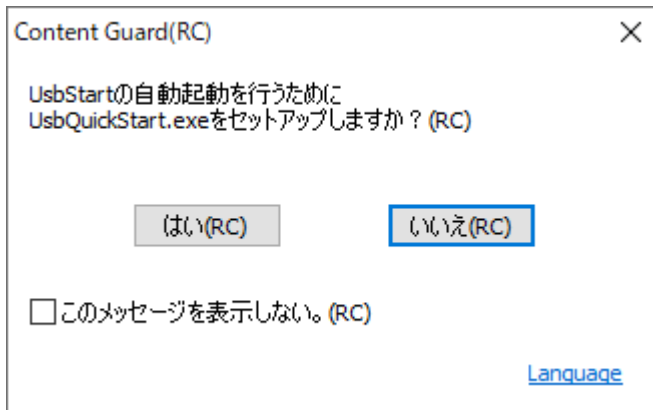 Content Guard(RC)
UsbStartの自動起動を行うために
UsbQuickStart.exeをセットアップしますか？(RC)
はい(RC)
いいえ(RC)
このメッセージを表示しない。(RC)
Language